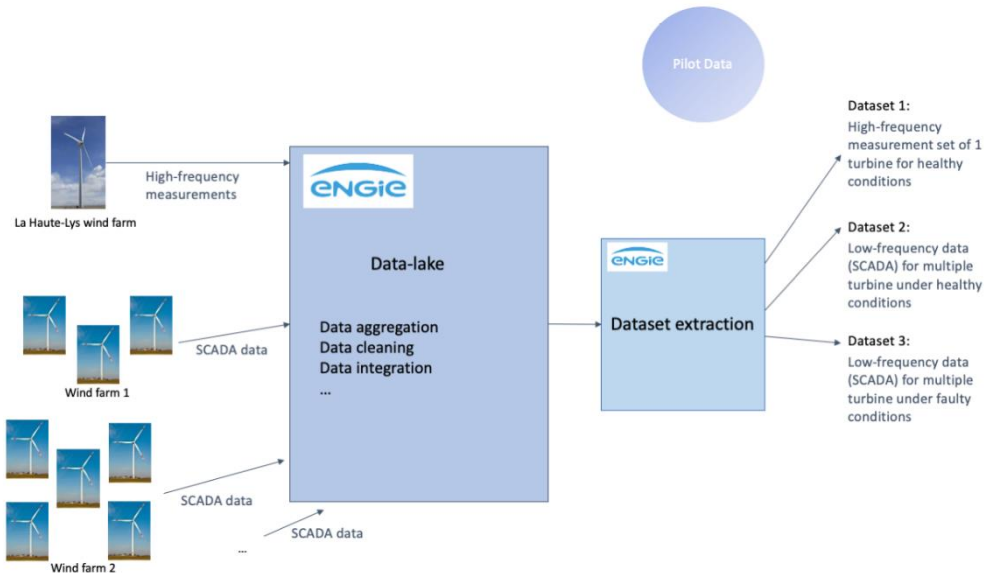 Pilot Data
La Haute-Lys wind farm
High-frequency
measurements
Wind farm 1
SCADA data
Wind farm 2
SCADA data
...
SCADA data
ENGIE
Data-lake
Data aggregation
Data cleaning
Data integration
...
ENGIE
Dataset extraction
Dataset 1:
High-frequency
measurement set of 1
turbine for healthy
conditions
Dataset 2:
Low-frequency data
(SCADA) for multiple
turbine under healthy
conditions
Dataset 3:
Low-frequency data
(SCADA) for multiple
turbine under faulty
conditions